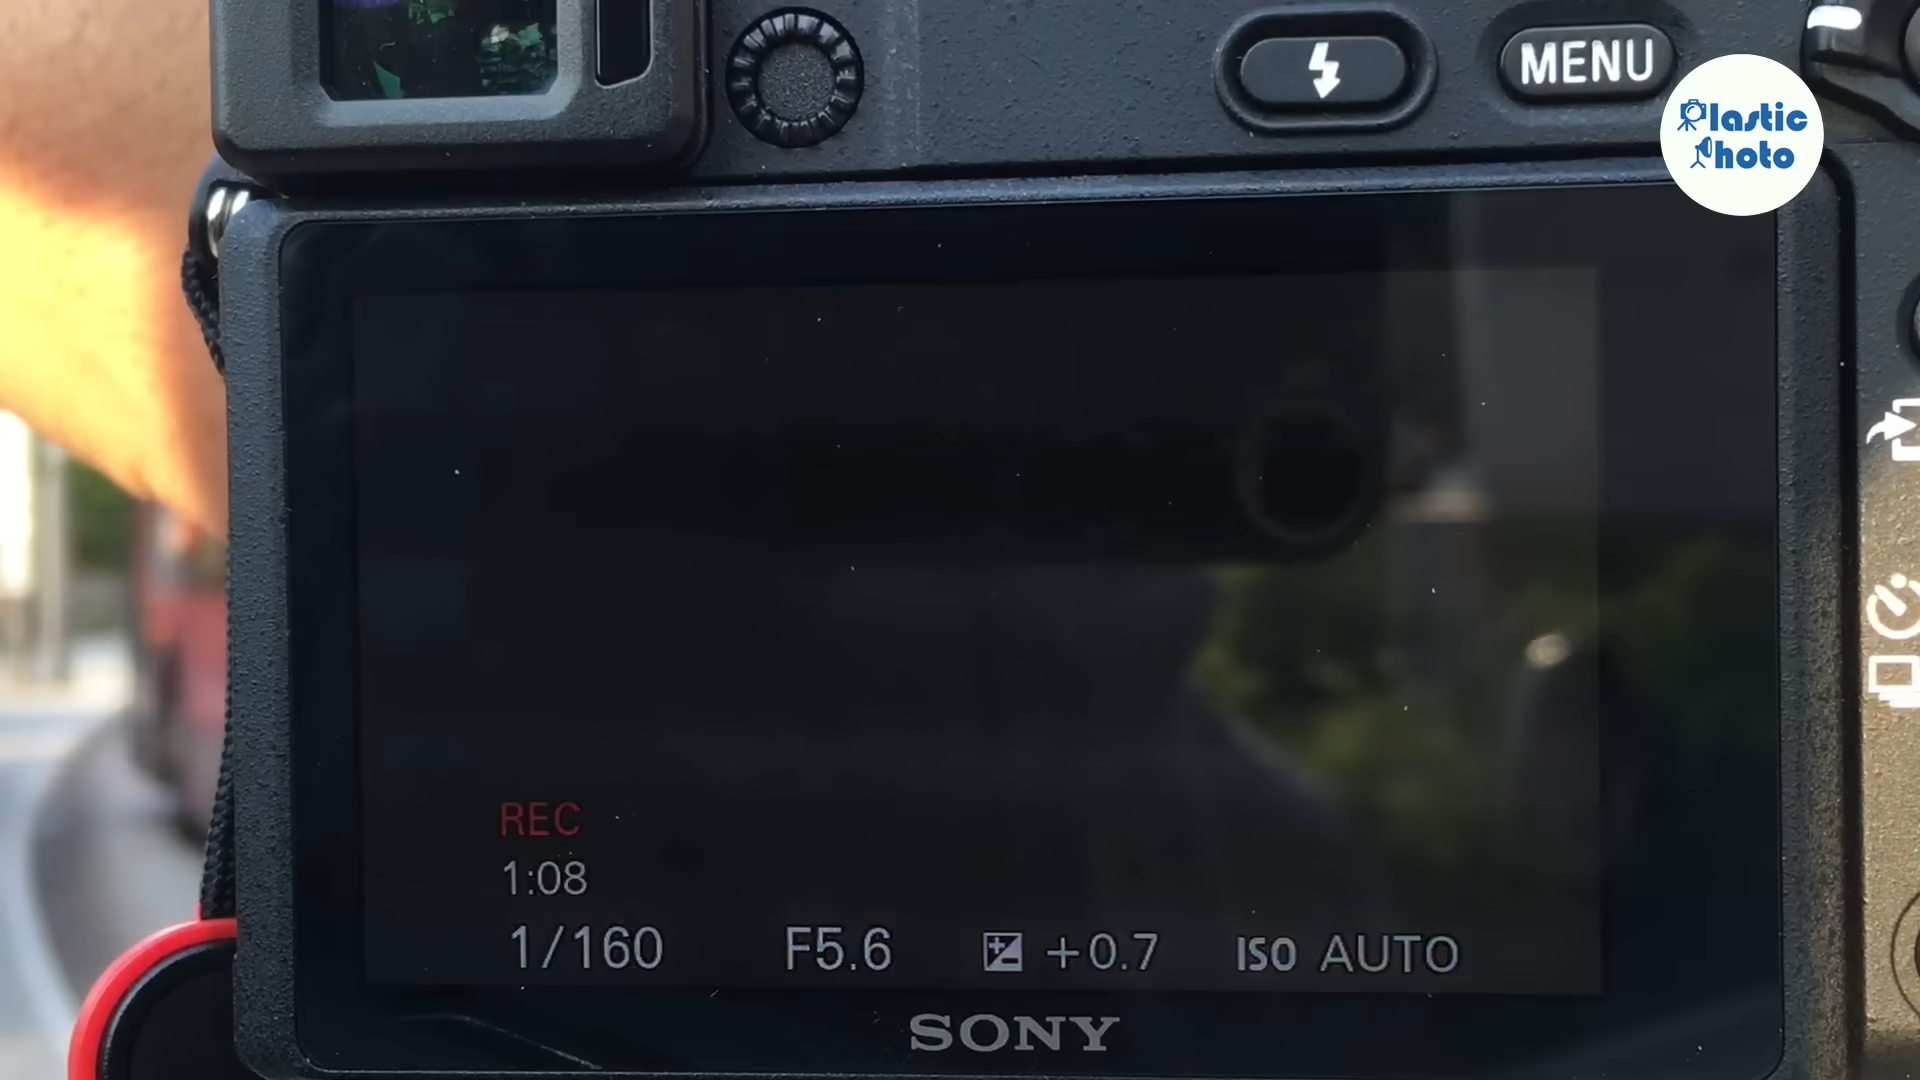 MENU
Plastic
Photo
REC
1:08
1/160 F5.6 +0.7 ISO AUTO
SONY